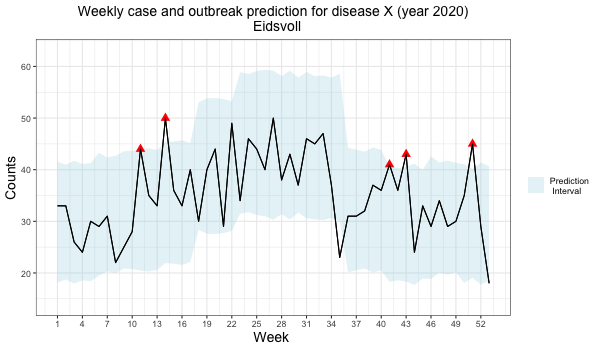 Weekly case and outbreak prediction for disease X (year 2020)
Eidsvoll
Counts
60
50
40
30
20
1 4 7 10 13 16 19 22 25 28 31 34 37 40 43 46 49 52
Week
Prediction
Interval